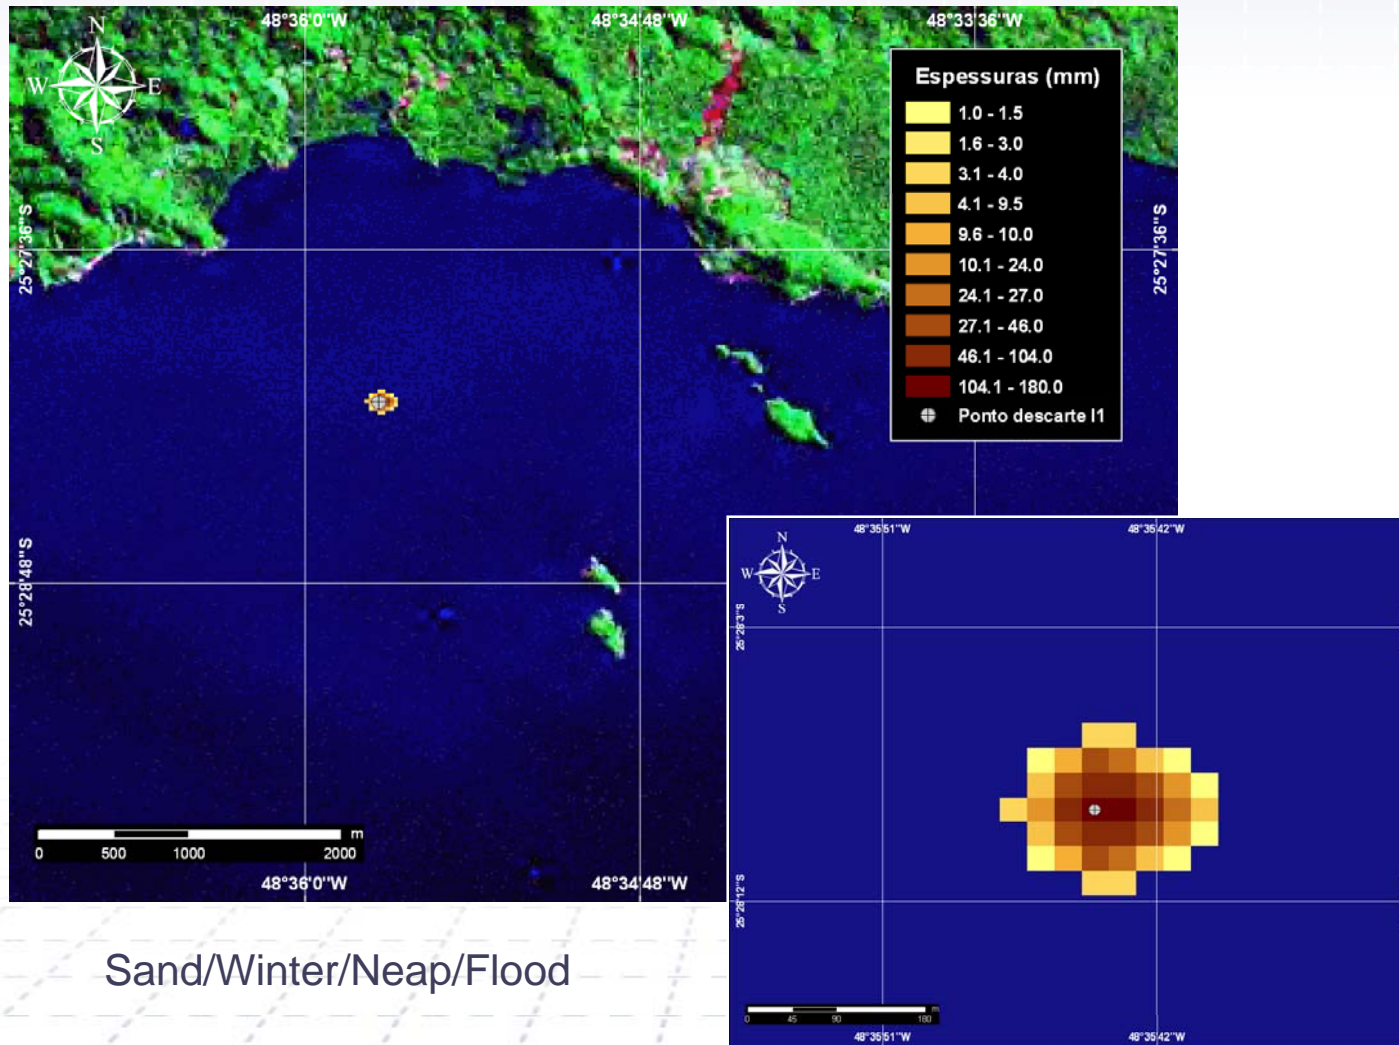 48°36'0"W
48°34'48"W
48°33'36"W
N
W
E
S
Espessuras (mm)
1.0 - 1.5
1.6 - 3.0
3.1 - 4.0
4.1 - 9.5
9.6 - 10.0
10.1 - 24.0
24.1 - 27.0
27.1 - 46.0
46.1 - 104.0
104.1 - 180.0
Ponto descarte I1
25°27'36"S
25°27'36"S
25°28'48"S
m
0 500 1000 2000
48°36'0"W
48°34'48"W
48°35'51"W
48°35'42"W
N
W
E
S
25°28'3"S
25°28'12"S
m
0 45 90 180
48°35'51"W
48°35'42"W
Sand/Winter/Neap/Flood